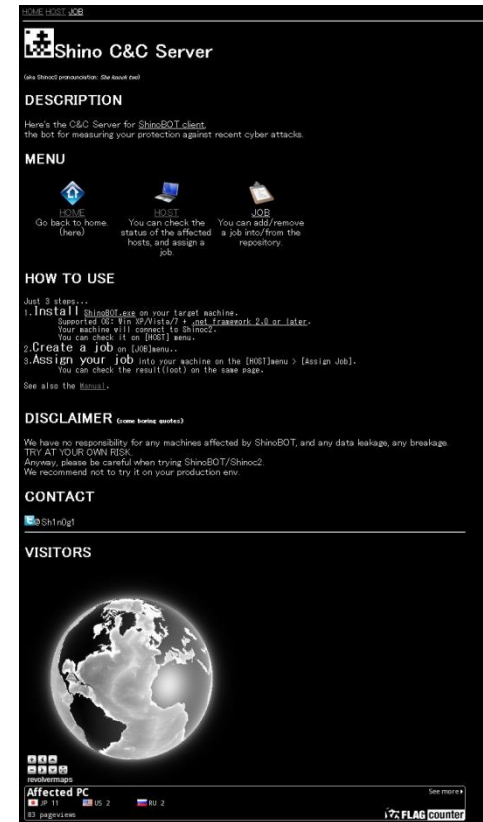 HOME HOST JOB
Shino C&C Server
(aka Shinoc2 pronounciation: She knows two)
DESCRIPTION
Here's the C&C Server for ShinoBOT client,
the bot for measuring your protection against recent cyber attacks.
MENU
HOME
Go back to home.
(here)
HOST
You can check the
status of the affected
hosts, and assign a
job.
JOB
You can add/remove
a job into/from the
repository.
HOW TO USE
Just 3 steps...
1.Install ShinoBOT.exe on your target machine.
Supported OS: Win XP/Vista/7 + .net framework 2.0 or later.
Your machine will connect to Shinoc2.
You can check it on [HOST] menu.
2.Create a job on [JOB]menu..
3.Assign your job into your machine on the [HOST]menu > [Assign Job].
You can check the result(loot) on the same page.
See also the Manual.
DISCLAIMER (some boring quotes)
We have no responsibility for any machines affected by ShinoBOT, and any data leakage, any breakage.
TRY AT YOUR OWN RISK.
Anyway, please be careful when trying ShinoBOT/Shinoc2.
We recommend not to try it on your production env.
CONTACT
@Sh1n0g1
VISITORS
revolvermaps
Affected PC
See more
JP 11 US 2 RU 2
83 pageviews
FLAG counter